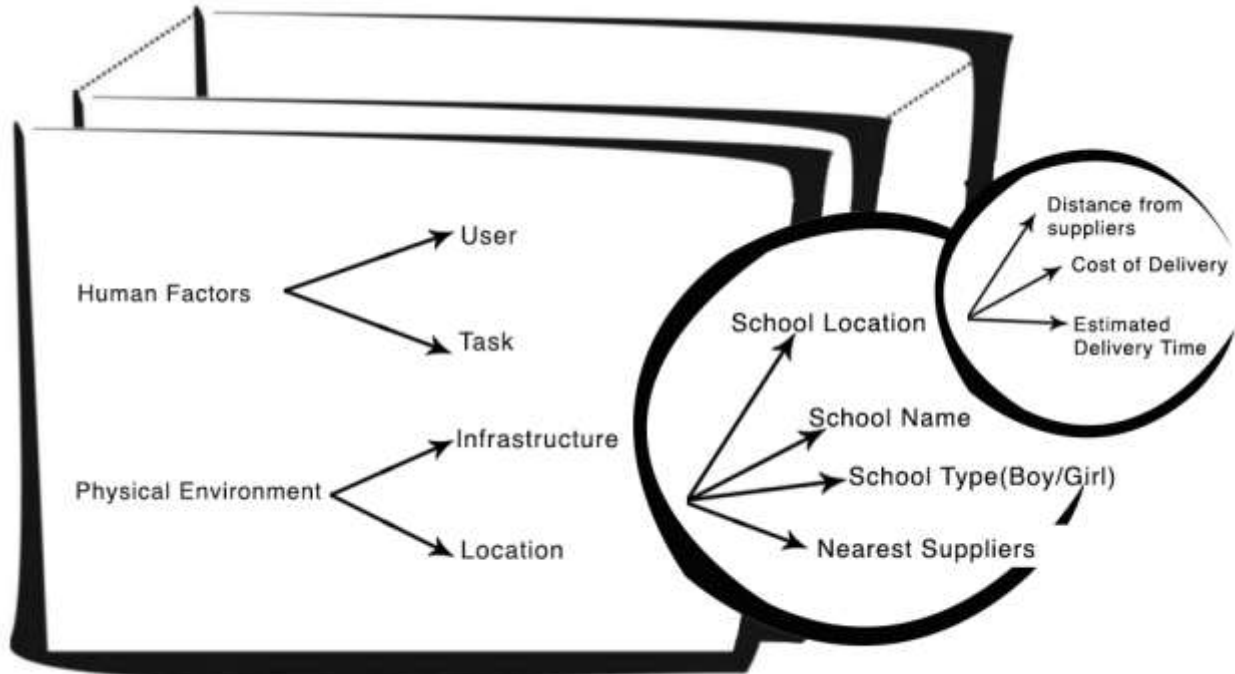 Human Factors
User
Task
Physical Environment
Infrastructure
Location
School Location
School Name
School Type(Boy/Girl)
Nearest Suppliers
Distance from
suppliers
Cost of Delivery
Estimated
Delivery Time